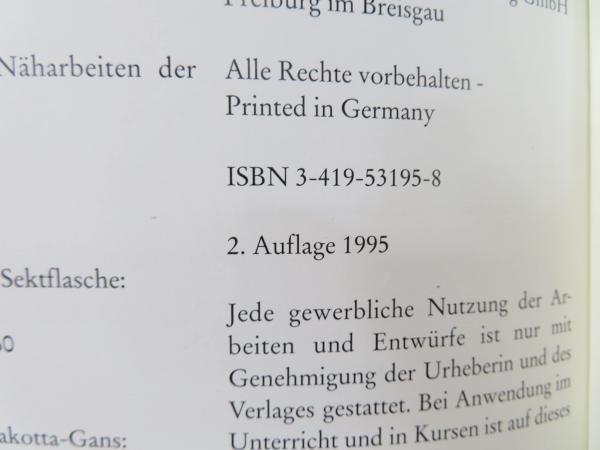 Freiburg im Breisgau
GmbH
Näharbeiten der
Alle Rechte vorbehalten -
Printed in Germany
ISBN 3-419-53195-8
2. Auflage 1995
Sektflasche:
Jede gewerbliche Nutzung der Ar-
beiten und Entwürfe ist nur mit
Genehmigung der Urheberin und des
Verlages gestattet. Bei Anwendung im
akotta-Gans:
Unterricht und in Kursen ist auf dieses